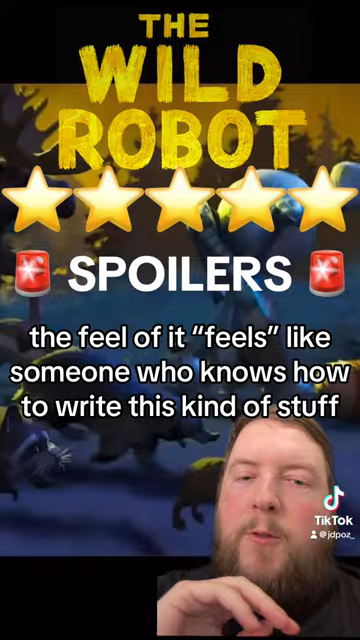 THE
WILD
ROBOT
SPOILERS
the feel of it “feels” like
someone who knows how
to write this kind of stuff
TikTok
@jdpoz_